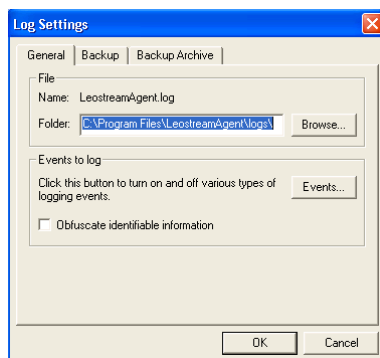 Log Settings
General Backup Backup Archive
File
Name: LeostreamAgent.log
Folder: C:\Program Files\LeostreamAgent\logs\ Browse...
Events to log
Click this button to turn on and off various types of Events...
logging events.
Obfuscate identifiable information
OK Cancel